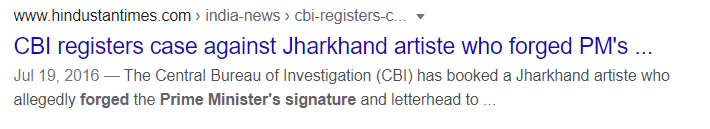 www.hindustantimes.com › india-news › cbi-registers-c...
CBI registers case against Jharkhand artiste who forged PM's ...
Jul 19, 2016 — The Central Bureau of Investigation (CBI) has booked a Jharkhand artiste who
allegedly forged the Prime Minister's signature and letterhead to ...